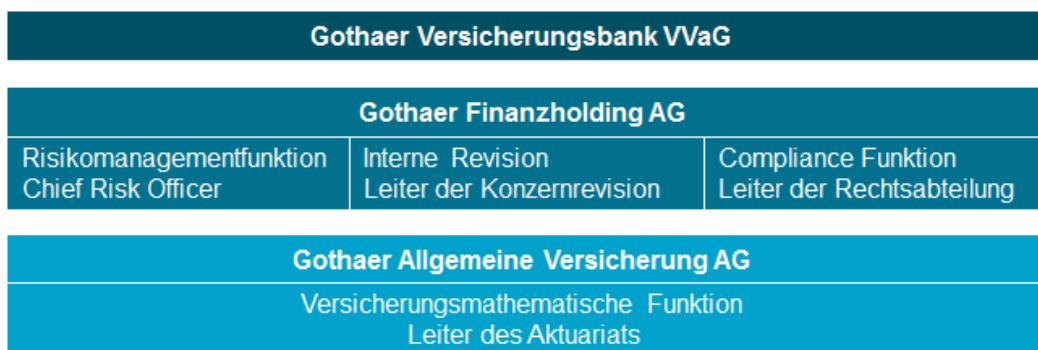 Gothaer Versicherungsbank VVaG
Gothaer Finanzholding AG
Risikomanagementfunktion
Chief Risk Officer
Interne Revision
Leiter der Konzernrevision
Compliance Funktion
Leiter der Rechtsabteilung
Gothaer Allgemeine Versicherung AG
Versicherungsmathematische Funktion
Leiter des Aktuariats